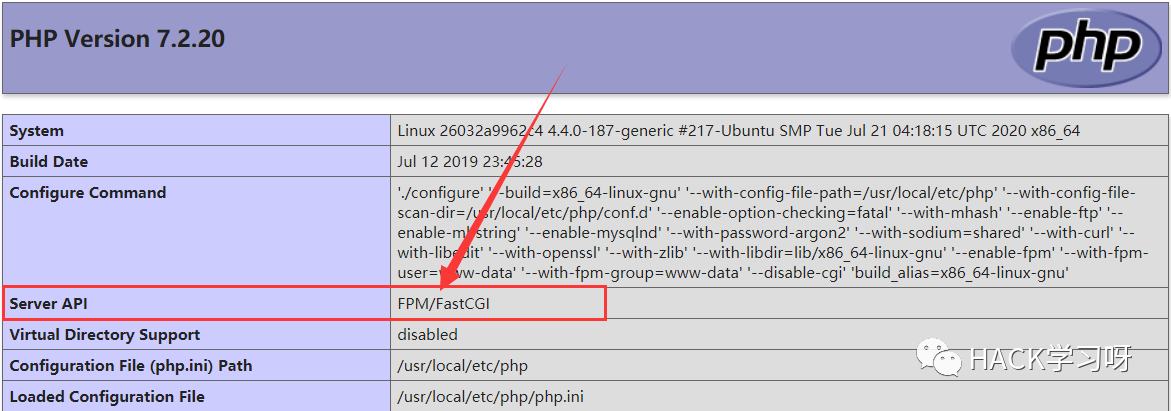 PHP Version 7.2.20
php
System Linux 26032a9962c4 4.4.0-187-generic #217-Ubuntu SMP Tue Jul 21 04:18:15 UTC 2020 x86_64
Build Date Jul 12 2019 23:45:28
Configure Command './configure' '--build=x86_64-linux-gnu' '--with-config-file-path=/usr/local/etc/php' '--with-config-file-
scan-dir=/usr/local/etc/php/conf.d' '--enable-option-checking=fatal' '--with-mhash' '--enable-ftp' '--
enable-mbstring' '--enable-mysqlnd' '--with-password-argon2' '--with-sodium=shared' '--with-curl' '--
with-libedit' '--with-openssl' '--with-zlib' '--with-libdir=lib/x86_64-linux-gnu' '--enable-fpm' '--with-fpm-
user=www-data' '--with-fpm-group=www-data' '--disable-cgi' 'build_alias=x86_64-linux-gnu'
Server API FPM/FastCGI
Virtual Directory Support disabled
Configuration File (php.ini) Path /usr/local/etc/php
HACK学习呀
Loaded Configuration File /usr/local/etc/php/php.ini